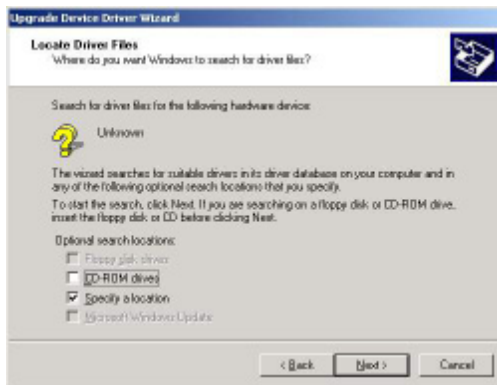 Upgrade Device Driver Wizard
Locate Driver Files
Where do you want Windows to search for driver files?
Search for driver files for the following hardware device:
Unknown
The wizard searches for suitable drivers in its driver database on your computer and in
any of the following optional search locations that you specify.
To start the search, click Next. If you are searching on a floppy disk or CD-ROM drive,
insert the floppy disk or CD before clicking Next.
Optional search locations:
Floppy disk drives
CD-ROM drives
Specify a location
Microsoft Windows Update
< Back
Next >
Cancel